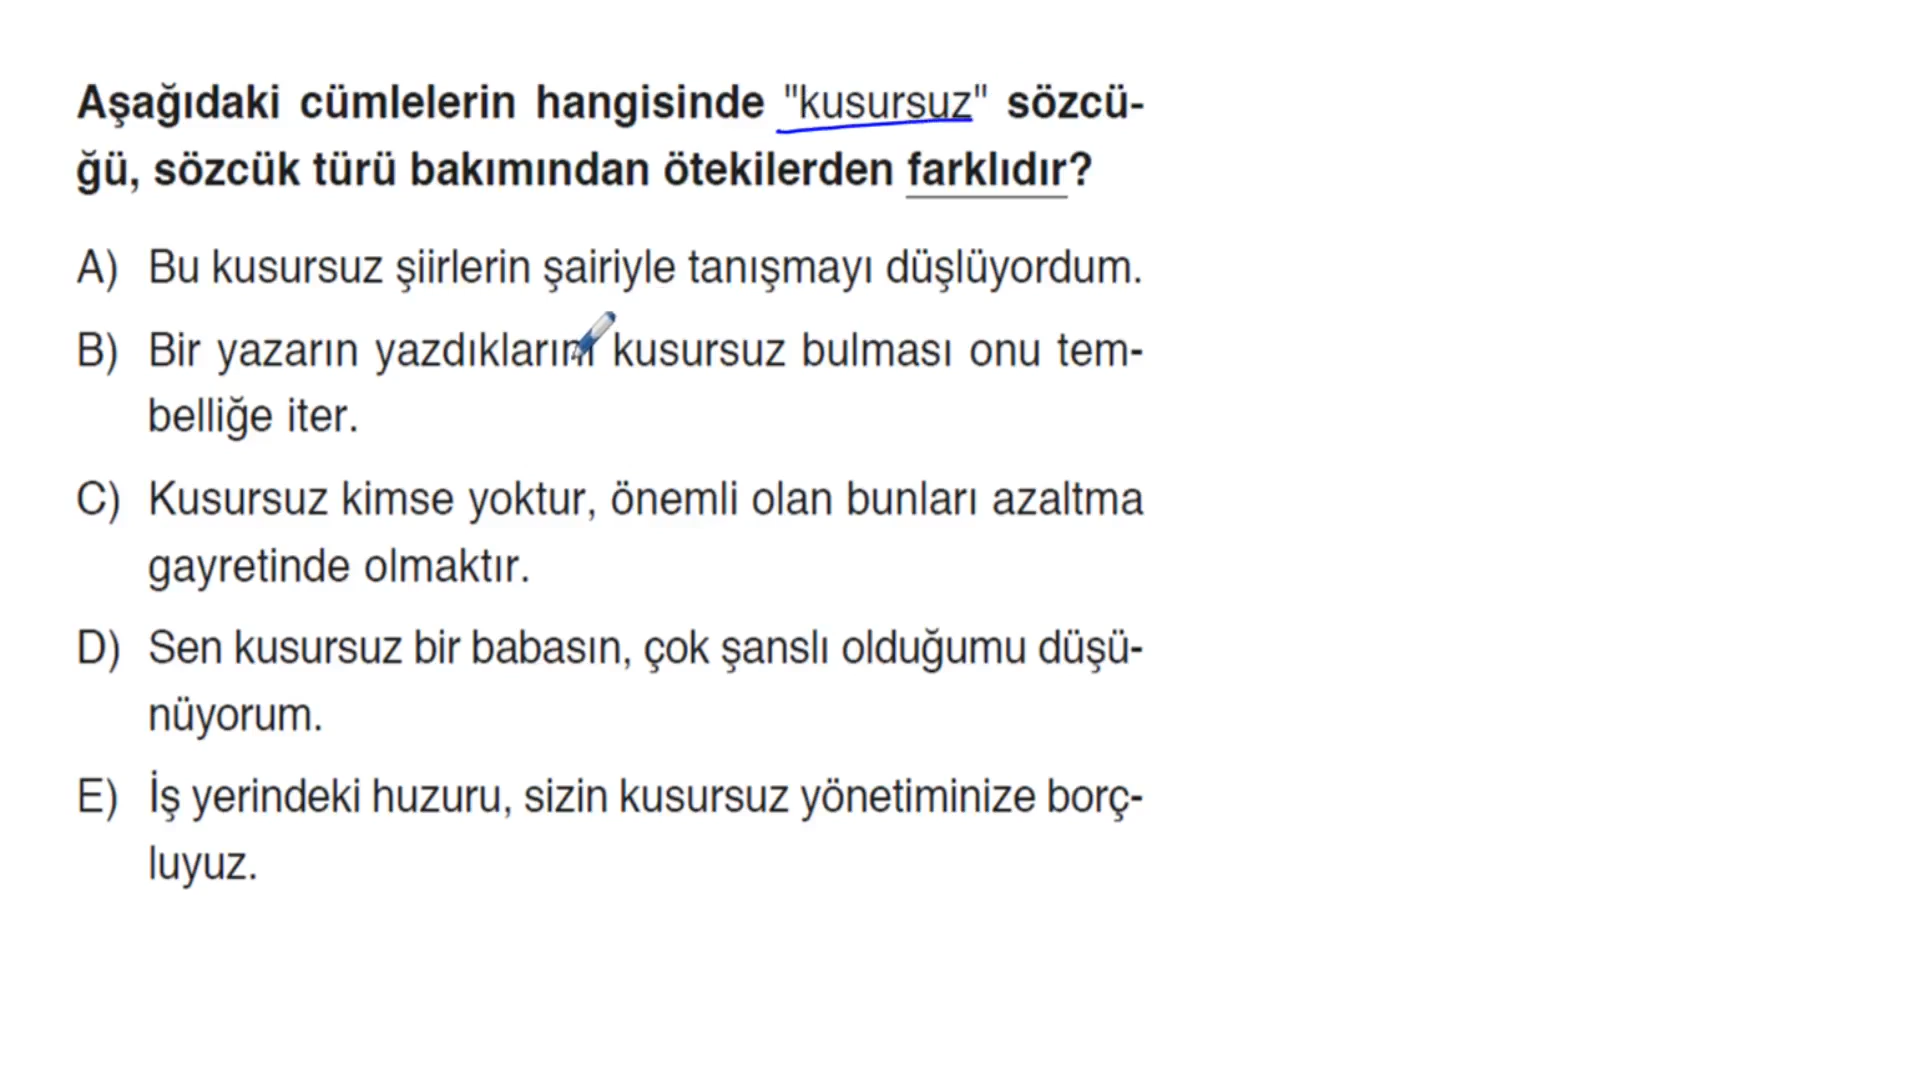 Aşağıdaki cümlelerin hangisinde "kusursuz" sözcü-
ğü, sözcük türü bakımından ötekilerden farklıdır?
A) Bu kusursuz şiirlerin şairiyle tanışmayı düşlüyordum.
B) Bir yazarın yazdıklarını kusursuz bulması onu tem-
belliğe iter.
C) Kusursuz kimse yoktur, önemli olan bunları azaltma
gayretinde olmaktır.
D) Sen kusursuz bir babasın, çok şanslı olduğumu düşü-
nüyorum.
E) İş yerindeki huzuru, sizin kusursuz yönetiminize borç-
luyuz.